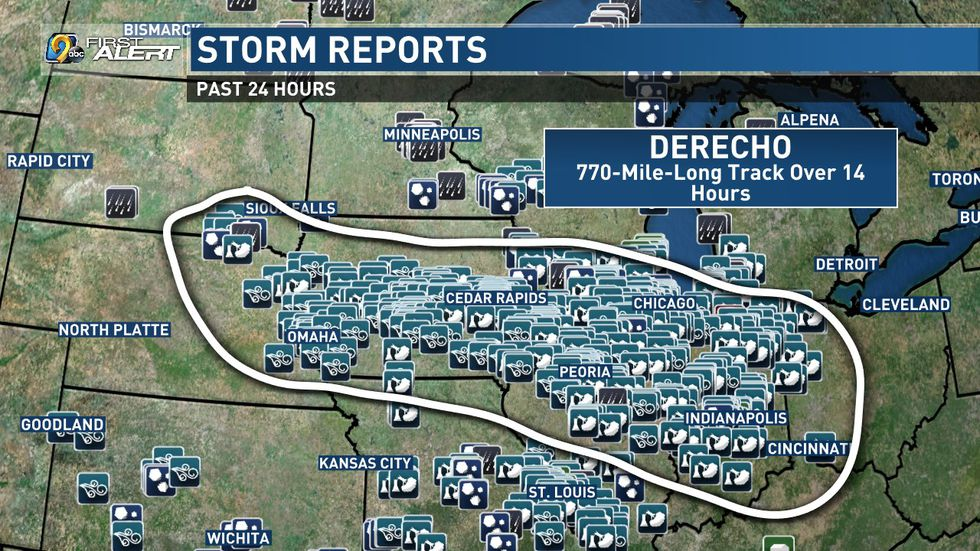 BISMARCK
9 abc FIRST ALERT
STORM REPORTS
PAST 24 HOURS
DERECHO
770-Mile-Long Track Over 14
Hours
ALPENA
MINNEAPOLIS
RAPID CITY
TORON
SIOUX FALLS
BU
DETROIT
CEDAR RAPIDS
CHICAGO
CLEVELAND
NORTH PLATTE
OMAHA
PEORIA
INDIANAPOLIS
GOODLAND
CINCINNATI
KANSAS CITY
ST. LOUIS
WICHITA